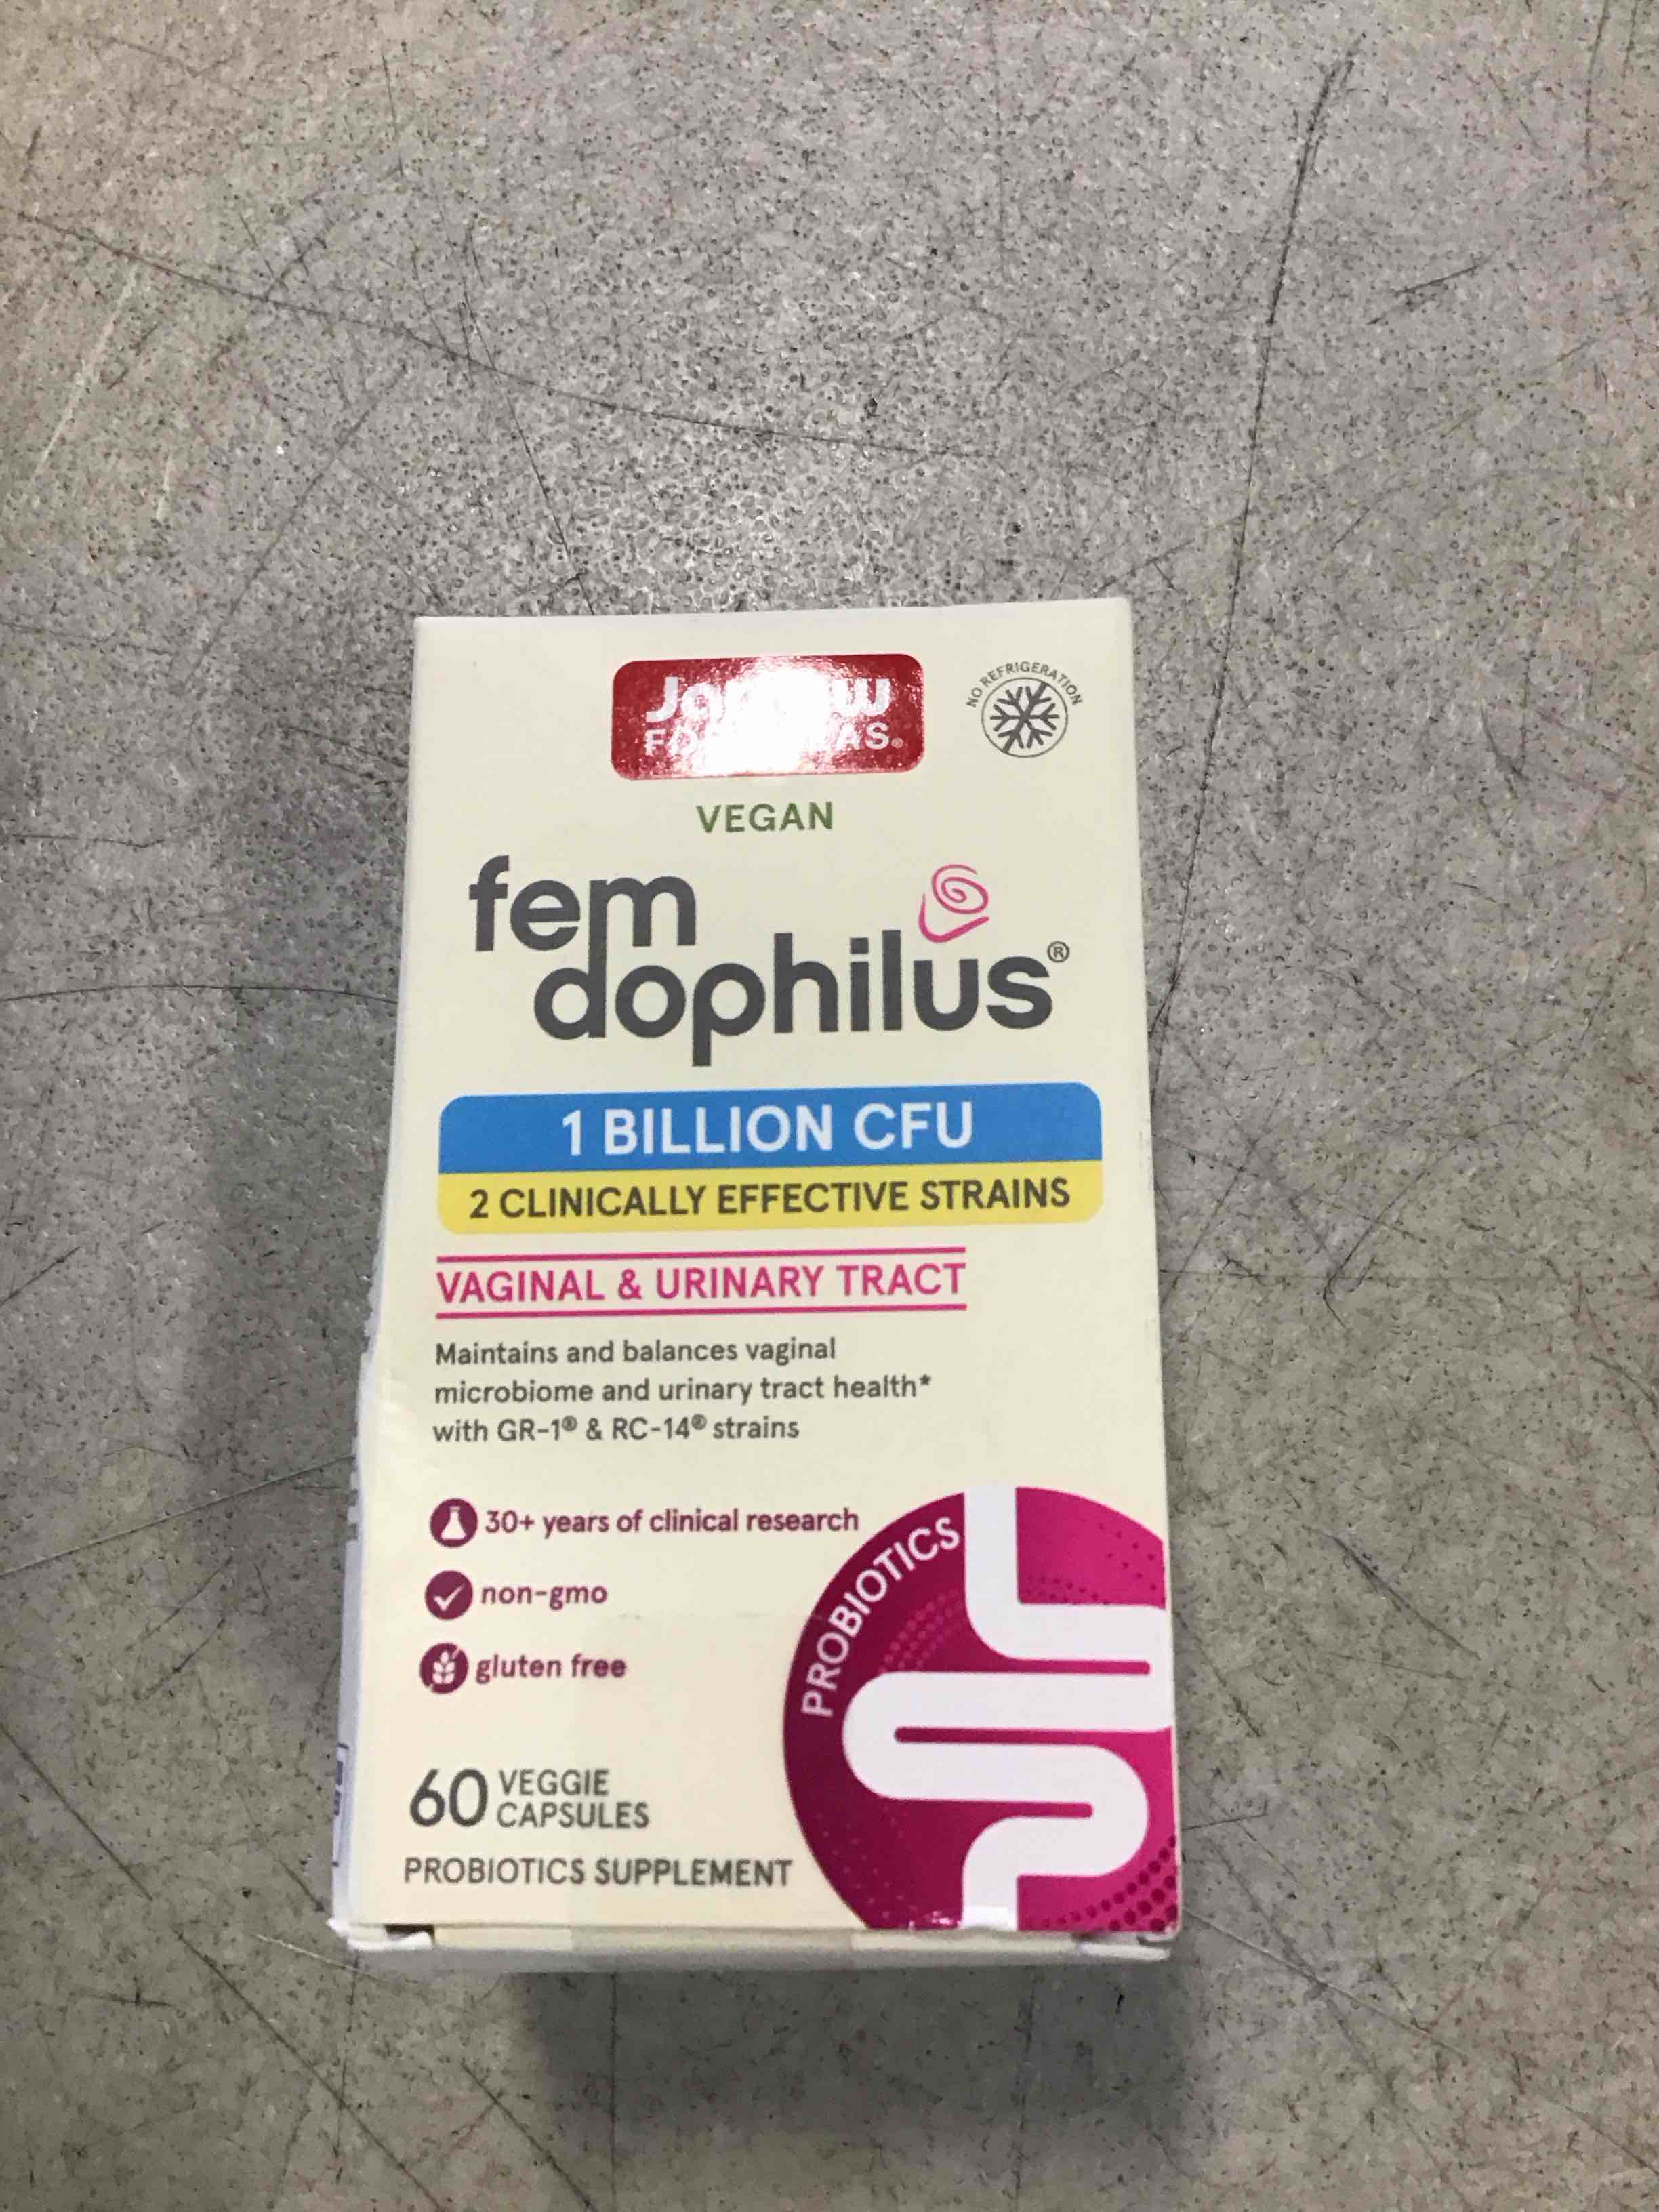 Jarrow
FORMULAS®
NO REFRIGERATION
VEGAN
fem
dophilus®
1 BILLION CFU
2 CLINICALLY EFFECTIVE STRAINS
VAGINAL & URINARY TRACT
Maintains and balances vaginal
microbiome and urinary tract health*
with GR-1® & RC-14® strains
30+ years of clinical research
non-gmo
gluten free
PROBIOTICS
60 VEGGIE
CAPSULES
PROBIOTICS SUPPLEMENT